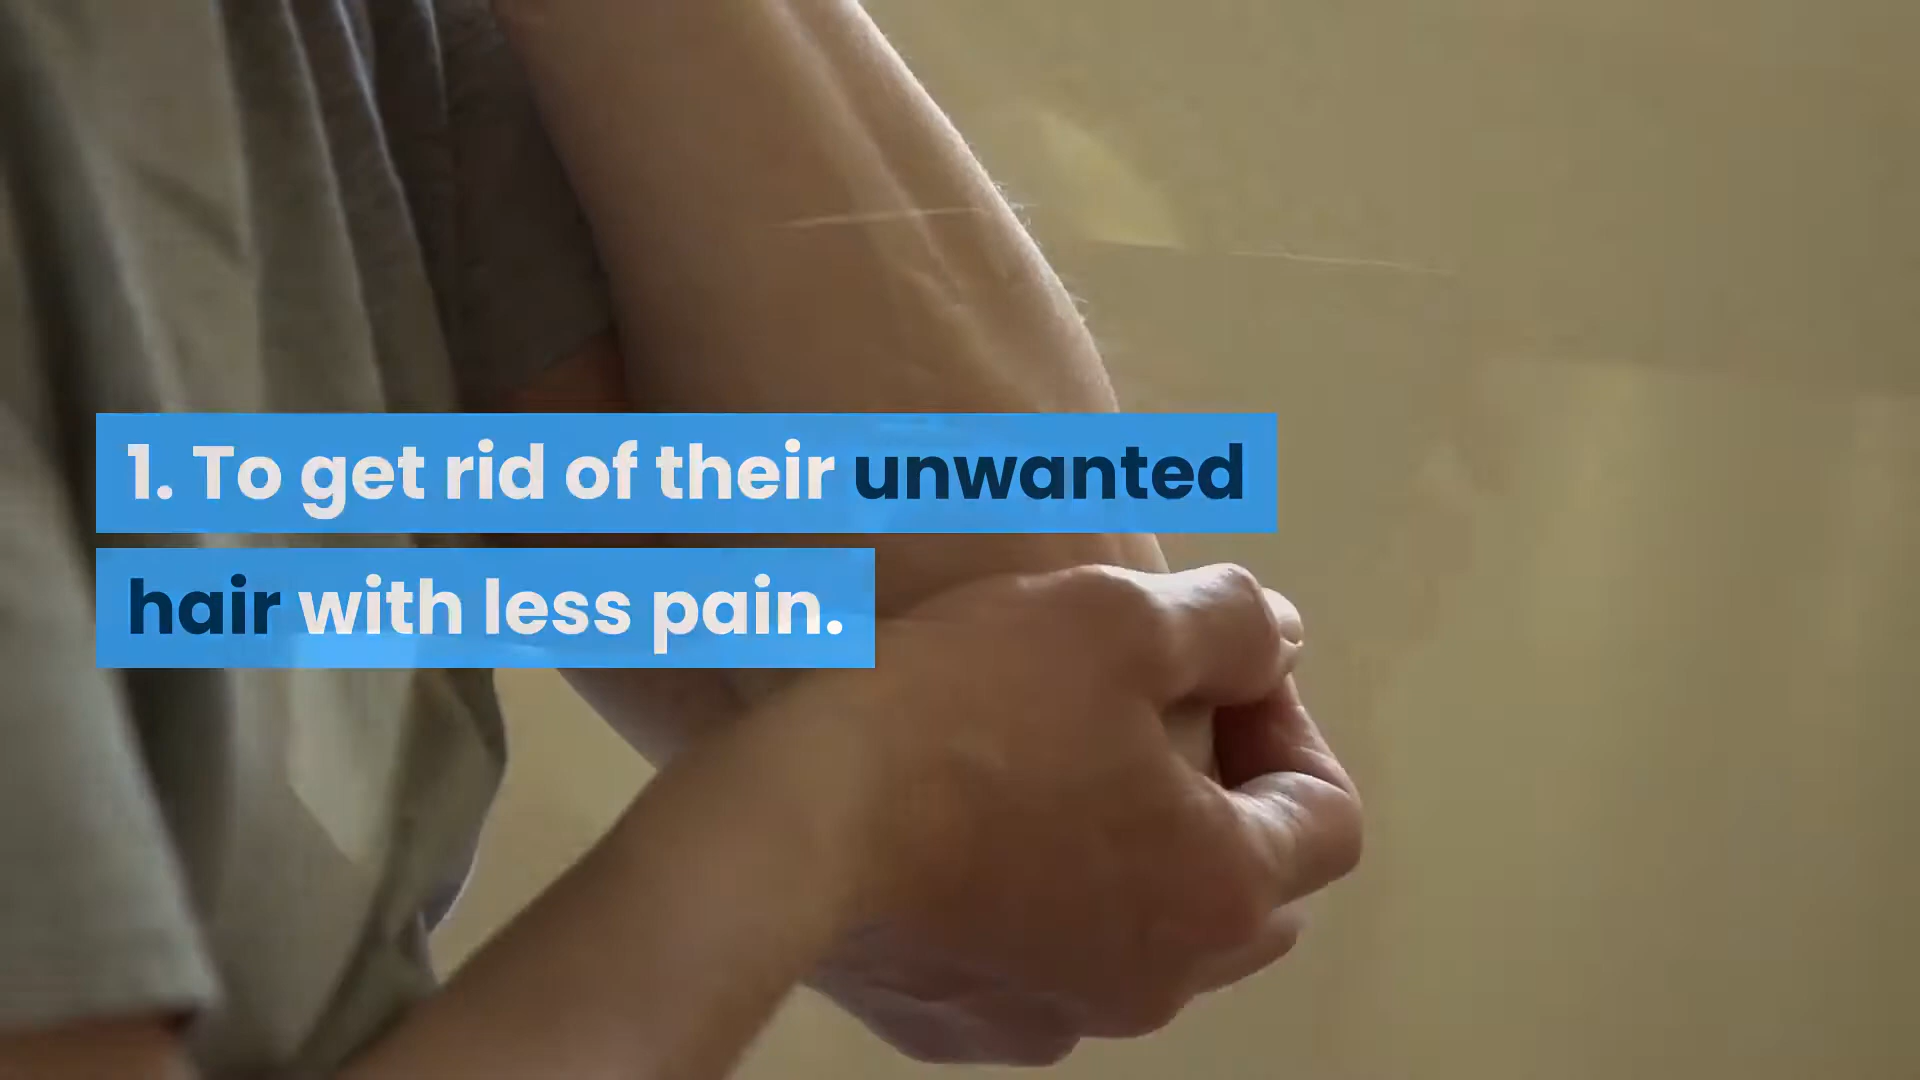 1. To get rid of their unwanted
hair with less pain.